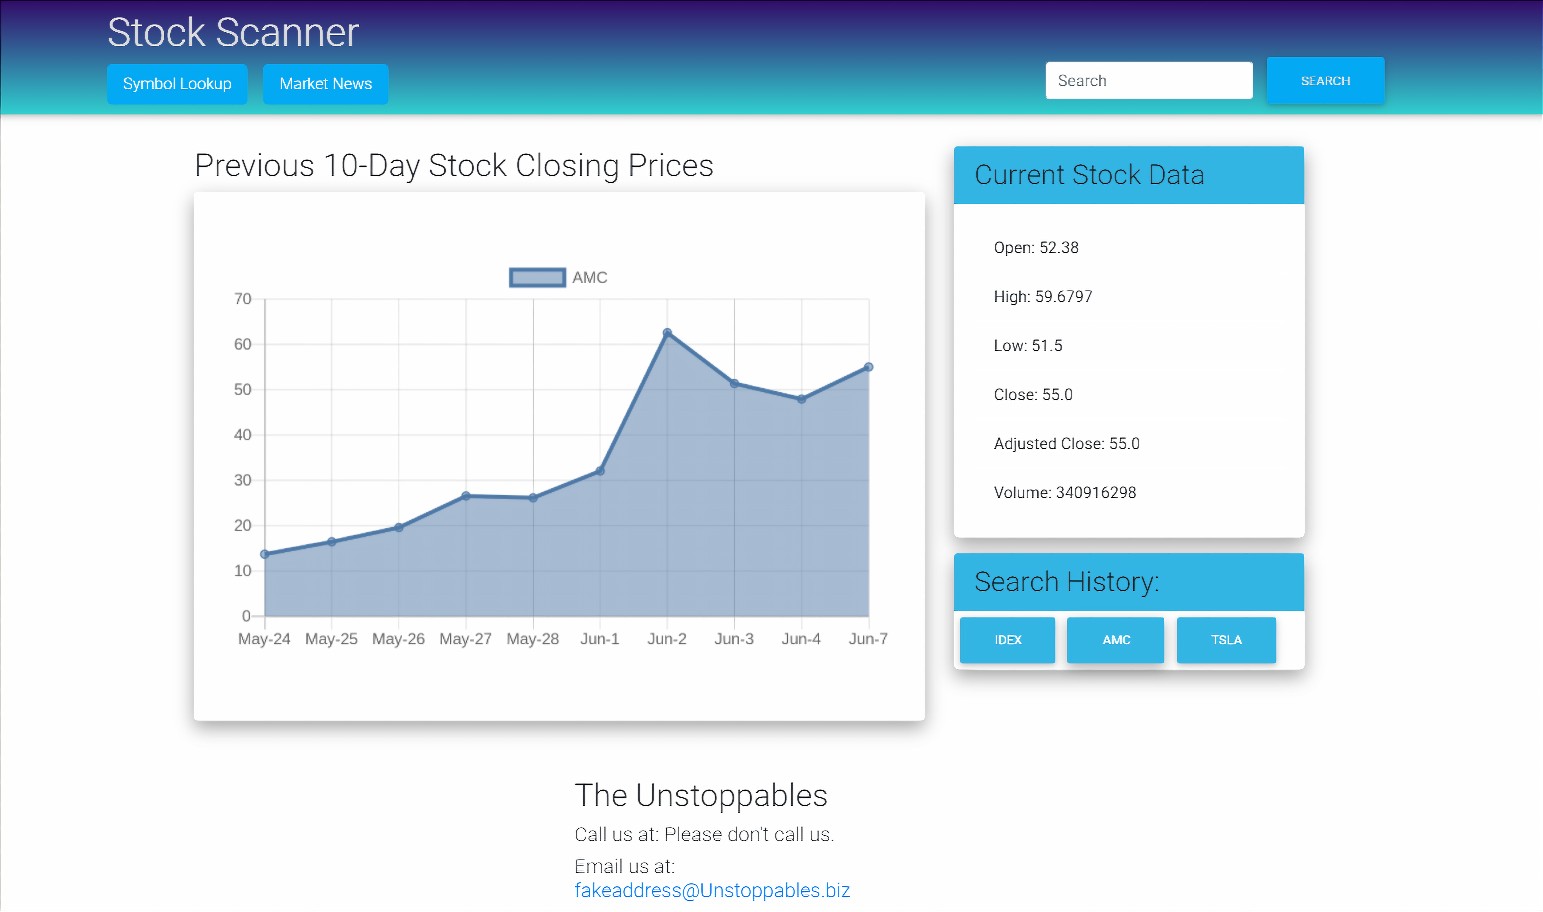 Stock Scanner
Symbol Lookup Market News
Search SEARCH
Previous 10-Day Stock Closing Prices
AMC
70
60
50
40
30
20
10
0
May-24 May-25 May-26 May-27 May-28 Jun-1 Jun-2 Jun-3 Jun-4 Jun-7
Current Stock Data
Open: 52.38
High: 59.6797
Low: 51.5
Close: 55.0
Adjusted Close: 55.0
Volume: 340916298
Search History:
IDEX AMC TSLA
The Unstoppables
Call us at: Please don't call us.
Email us at:
fakeaddress@Unstoppables.biz